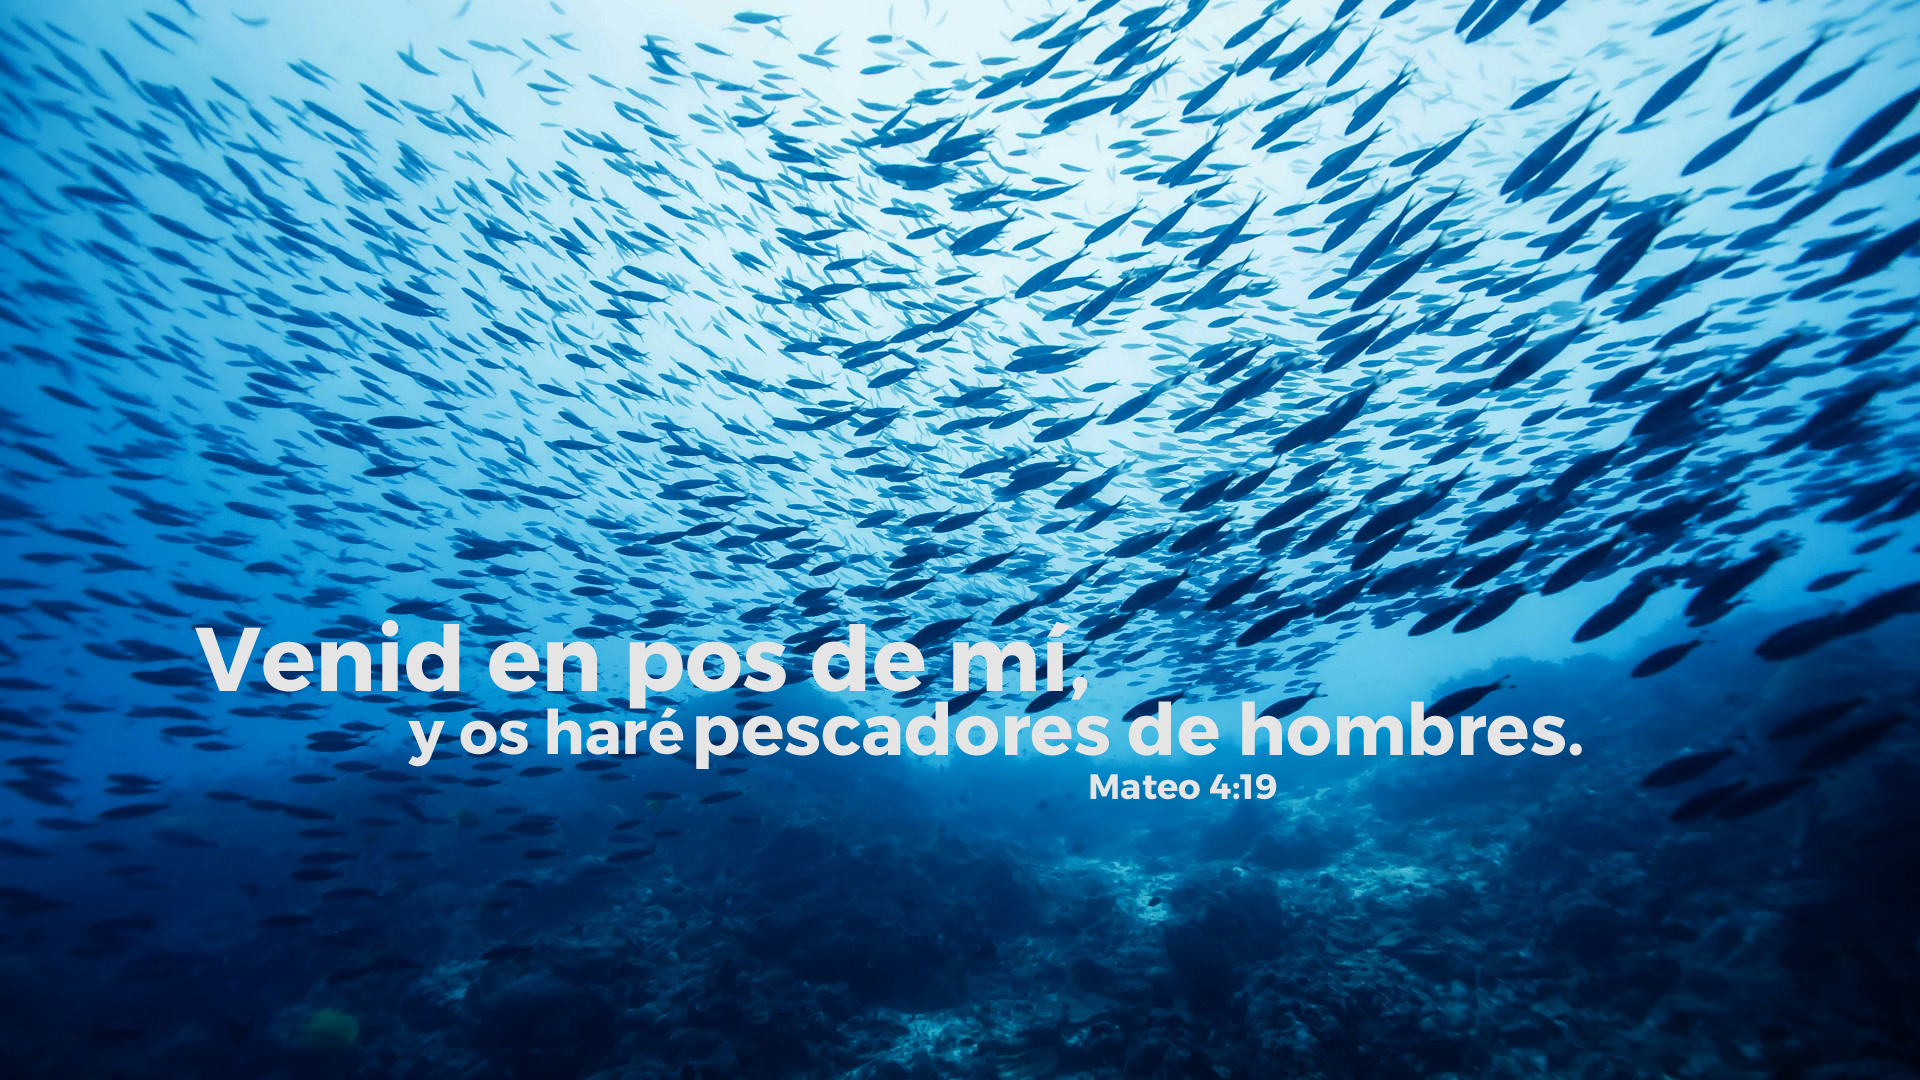 Venid en pos de mí,
y os haré pescadores de hombres.
Mateo 4:19